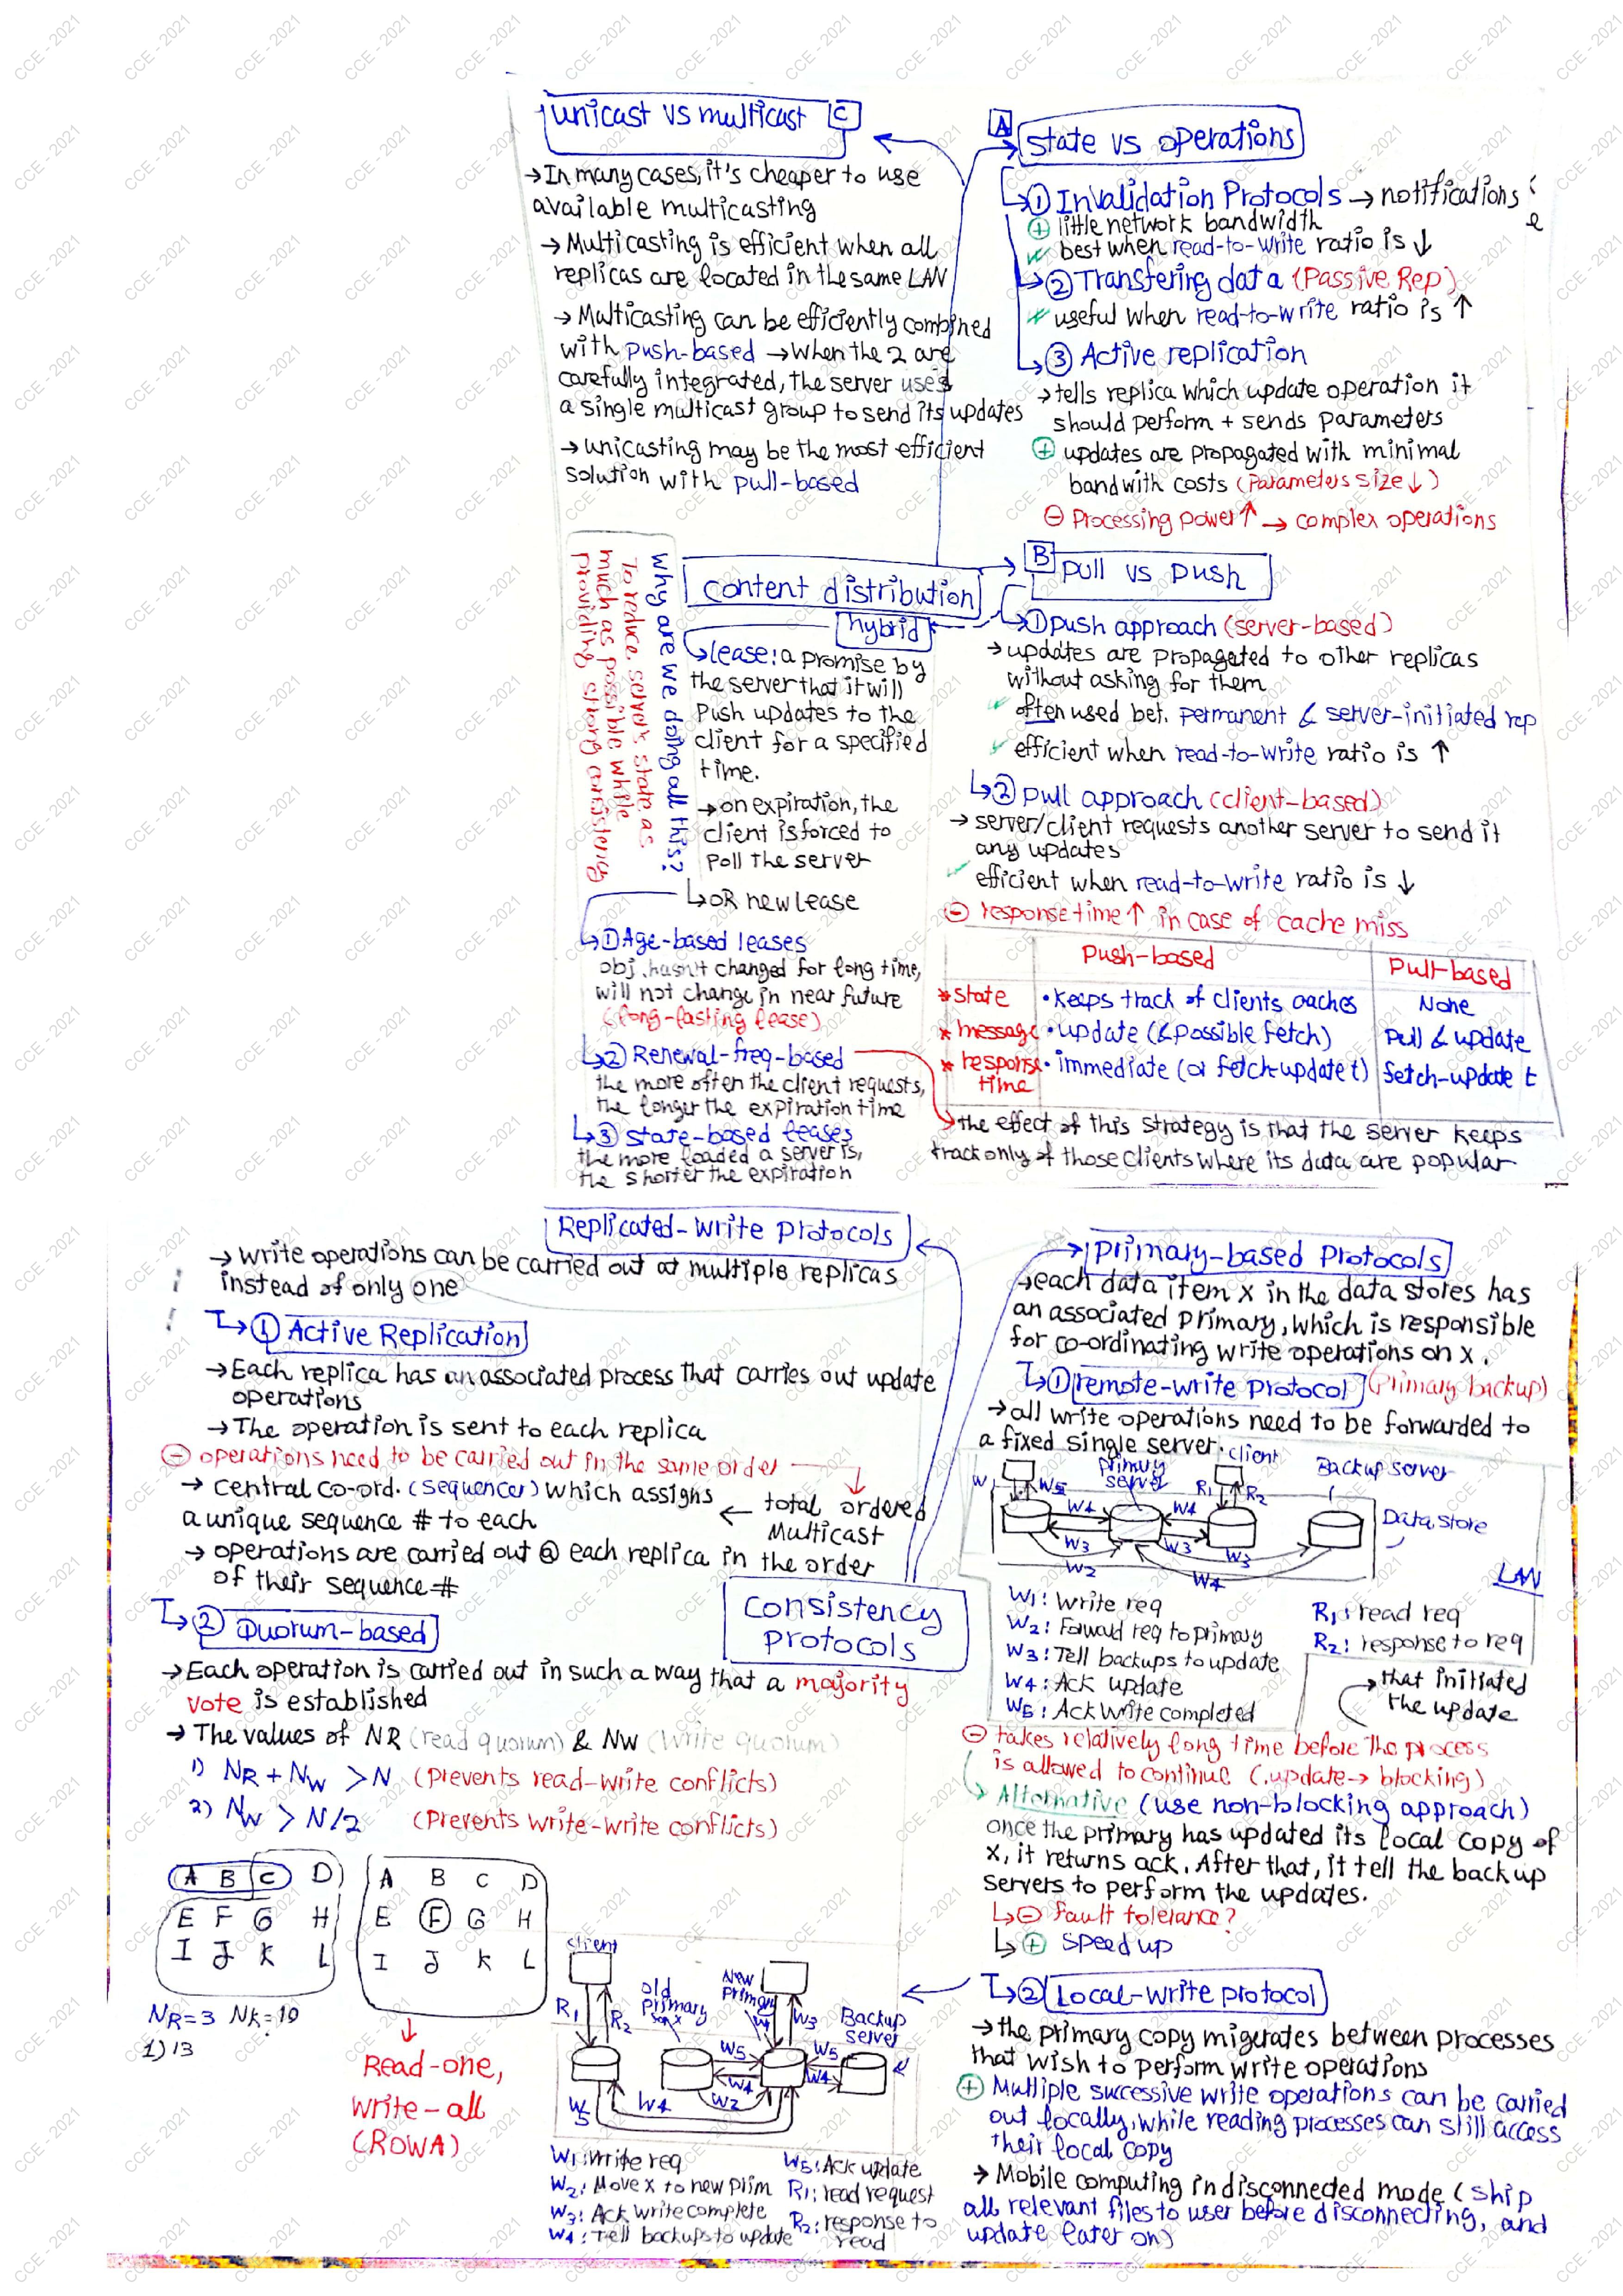 CCE - 2021
unicast vs multicast C
→ In many cases, it's cheaper to use
available multicasting
→ Multicasting is efficient when all
replicas are located in the same LAN
→ Multicasting can be efficiently combined
with push-based → when the 2 are
carefully integrated, the server uses
a single multicast group to send its updates
→ unicasting may be the most efficient
solution with pull-based
A State vs operations
① Invalidation Protocols → notifications
⊕ little network bandwidth
best when read-to-write ratio is ↓
② Transfering data (Passive Rep)
useful when read-to-write ratio is ↑
③ Active replication
→ tells replica which update operation it
should perform + sends parameters
⊕ updates are propagated with minimal
bandwith costs (Parameters size ↓)
⊖ Processing power ↑ → complex operations
content distribution
B Pull vs Push
① push approach (server-based)
→ updates are propagated to other replicas
without asking for them
often used bet. permanent & server-initiated rep
efficient when read-to-write ratio is ↑
② pull approach (client-based)
→ server/client requests another server to send it
any updates
efficient when read-to-write ratio is ↓
⊖ response time ↑ in case of cache miss
Push-based Pull-based
* state • keeps track of clients caches None
* message • update (& possible fetch) Pull & update
* response time • immediate (or fetch-update t) fetch-update t
hybrid
lease: a promise by
the server that it will
Push updates to the
client for a specified
time.
→ on expiration, the
client is forced to
poll the server
↳ OR new lease
why are we doing all this?
To reduce server's state as
much as possible while
providing strong consistency
① Age-based leases
obj. hasn't changed for long time,
will not change in near future
(long-lasting lease)
② Renewal-freq-based
the more often the client requests,
the longer the expiration time
→ the effect of this strategy is that the server keeps
track only of those clients where its data are popular
③ state-based leases
the more loaded a server is,
the shorter the expiration
Replicated-Write Protocols
→ write operations can be carried out at multiple replicas
instead of only one
① Active Replication
→ Each replica has an associated process that carries out update
operations
→ The operation is sent to each replica
⊖ operations need to be carried out in the same order
total ordered
Multicast
→ central co-ord. (sequencer) which assigns
a unique sequence # to each
→ operations are carried out @ each replica in the order
of their sequence #
② Quorum-based
→ Each operation is carried out in such a way that a majority
vote is established
→ The values of NR (read quorum) & NW (write quorum)
1) NR + NW > N (prevents read-write conflicts)
2) NW > N/2 (Prevents write-write conflicts)
A B C D
E F G H
I J K L
NR=3 Nk=10
1) 13
A B C D
E F G H
I J K L
Read-one,
Write-all
(ROWA)
Consistency
protocols
Primary-based Protocols
→ each data item x in the data stores has
an associated primary, which is responsible
for co-ordinating write operations on x.
① remote-write protocol (Primary backup)
→ all write operations need to be forwarded to
a fixed single server.
client
primary
server
Backup server
W1 W5 W4 W4 R1 R2
Data store
W3 W3 W3
W2 W4
LAN
W1: Write req
W2: Forward req to primary
W3: Tell backups to update
W4: Ack update
W5: Ack write completed
R1: read req
R2: response to req
→ that initiated
the update
⊖ takes relatively long time before the process
is allowed to continue (update → blocking)
Alternative (use non-blocking approach)
once the primary has updated its local copy of
x, it returns ack. After that, it tell the backup
servers to perform the updates.
⊖ fault tolerance?
⊕ speed up
② Local-write protocol
→ the primary copy migrates between processes
that wish to perform write operations
⊕ Multiple successive write operations can be carried
out locally, while reading processes can still access
their local copy
→ Mobile computing in disconnected mode (ship
all relevant files to user before disconnecting, and
update later on)
client
old
primary
New
primary
Backup
server
R1 R2 W1 W3
W5 W5
W4 W4
W5 W4 W2
W1: Write req
W2: Move x to new prim
W3: Ack write complete
W4: Tell backups to update
W5: Ack update
R1: read request
R2: response to
read